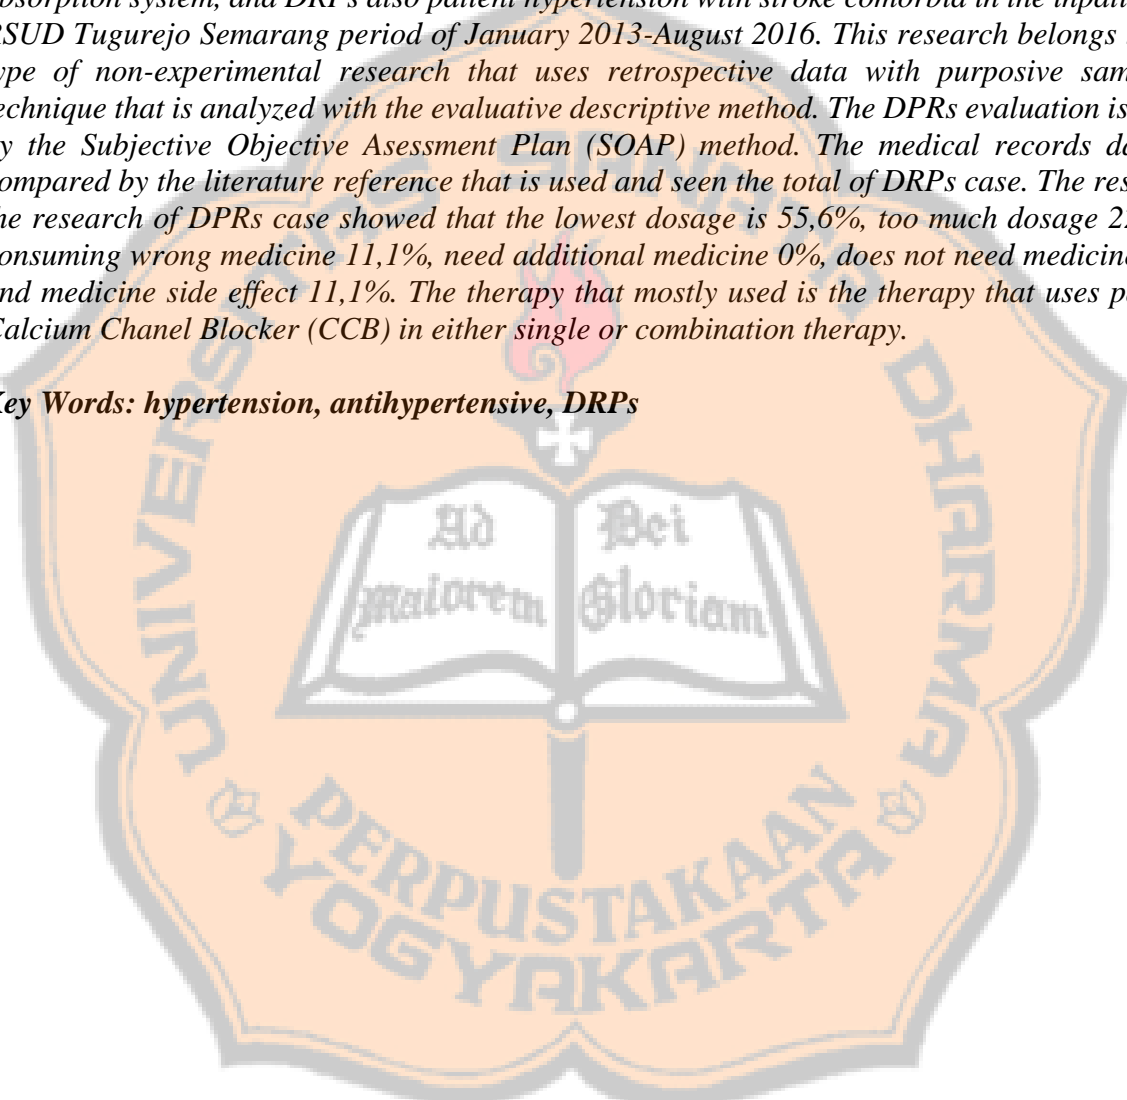 absorption system, and DRPs also patient hypertension with stroke comorbid in the
RSUD Tugurejo Semarang period of January 2013-August 2016. This research belongs
type of non-experimental research that uses retrospective data with purposive
technique that is analyzed with the evaluative descriptive method. The DPRs evaluation is
by the Subjective Objective Asessment Plan (SOAP) method. The medical records
compared by the literature reference that is used and seen the total of DRPs case. The
the research of DPRs case showed that the lowest dosage is 55,6%, too much dosage
consuming wrong medicine 11,1%, need additional medicine 0%, does not need medicine
and medicine side effect 11,1%. The therapy that mostly used is the therapy that uses
Calcium Chanel Blocker (CCB) in either single or combination therapy.
Key Words: hypertension, antihypertensive, DRPs
UNIVERSITAS SANATA DHARMA
Ad Dei
maiorem Gloriam
PERPUSTAKAAN
YOGYAKARTA